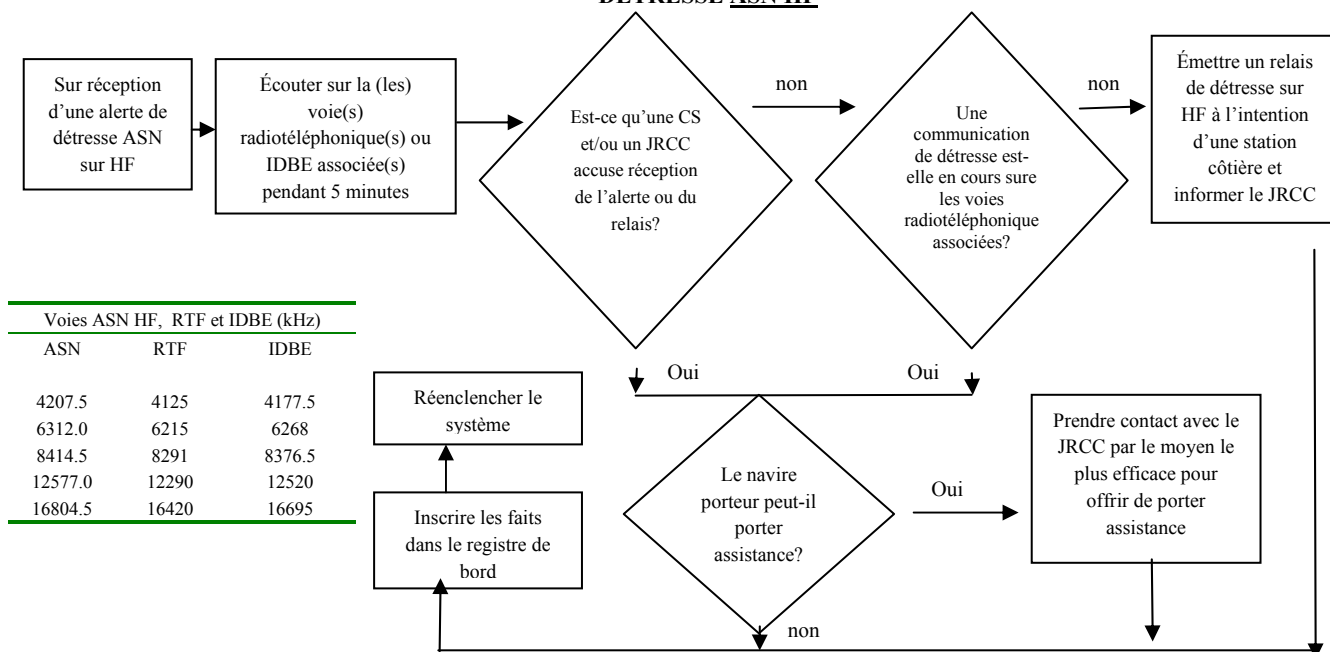 DÉTRESSE ASN HF
Sur réception
d’une alerte de
détresse ASN
sur HF
Écouter sur la (les)
voie(s)
radiotéléphonique(s) ou
IDBE associée(s)
pendant 5 minutes
Est-ce qu’une CS
et/ou un JRCC
accuse réception
de l’alerte ou du
relais?
non
Une
communication
de détresse est-
elle en cours sure
les voies
radiotéléphonique
associées?
non
Émettre un relais
de détresse sur
HF à l’intention
d’une station
côtière et
informer le JRCC
Voies ASN HF, RTF et IDBE (kHz)
ASN RTF IDBE
4207.5 4125 4177.5
6312.0 6215 6268
8414.5 8291 8376.5
12577.0 12290 12520
16804.5 16420 16695
Oui
Oui
Réenclencher le
système
Inscrire les faits
dans le registre de
bord
Le navire
porteur peut-il
porter
assistance?
Oui
Prendre contact avec le
JRCC par le moyen le
plus efficace pour
offrir de porter
assistance
non